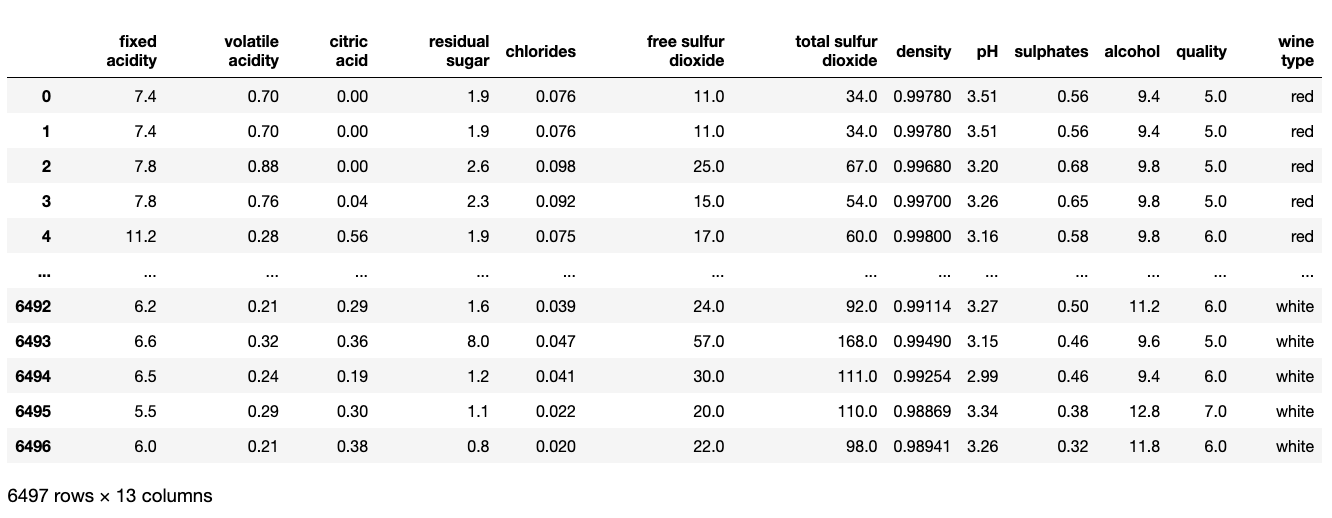 fixed acidity volatile acidity citric acid residual sugar chlorides free sulfur dioxide total sulfur dioxide density pH sulphates alcohol quality wine type
0 7.4 0.70 0.00 1.9 0.076 11.0 34.0 0.99780 3.51 0.56 9.4 5.0 red
1 7.4 0.70 0.00 1.9 0.076 11.0 34.0 0.99780 3.51 0.56 9.4 5.0 red
2 7.8 0.88 0.00 2.6 0.098 25.0 67.0 0.99680 3.20 0.68 9.8 5.0 red
3 7.8 0.76 0.04 2.3 0.092 15.0 54.0 0.99700 3.26 0.65 9.8 5.0 red
4 11.2 0.28 0.56 1.9 0.075 17.0 60.0 0.99800 3.16 0.58 9.8 6.0 red
... ... ... ... ... ... ... ... ... ... ... ... ... ...
6492 6.2 0.21 0.29 1.6 0.039 24.0 92.0 0.99114 3.27 0.50 11.2 6.0 white
6493 6.6 0.32 0.36 8.0 0.047 57.0 168.0 0.99490 3.15 0.46 9.6 5.0 white
6494 6.5 0.24 0.19 1.2 0.041 30.0 111.0 0.99254 2.99 0.46 9.4 6.0 white
6495 5.5 0.29 0.30 1.1 0.022 20.0 110.0 0.98869 3.34 0.38 12.8 7.0 white
6496 6.0 0.21 0.38 0.8 0.020 22.0 98.0 0.98941 3.26 0.32 11.8 6.0 white
6497 rows × 13 columns